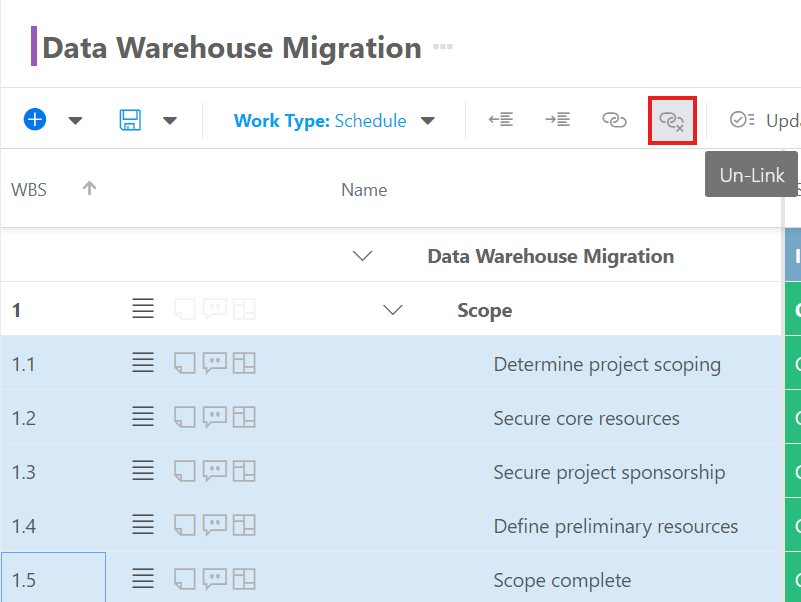 Data Warehouse Migration
Work Type: Schedule
Un-Link
WBS Name
Data Warehouse Migration
1 Scope
1.1 Determine project scoping
1.2 Secure core resources
1.3 Secure project sponsorship
1.4 Define preliminary resources
1.5 Scope complete